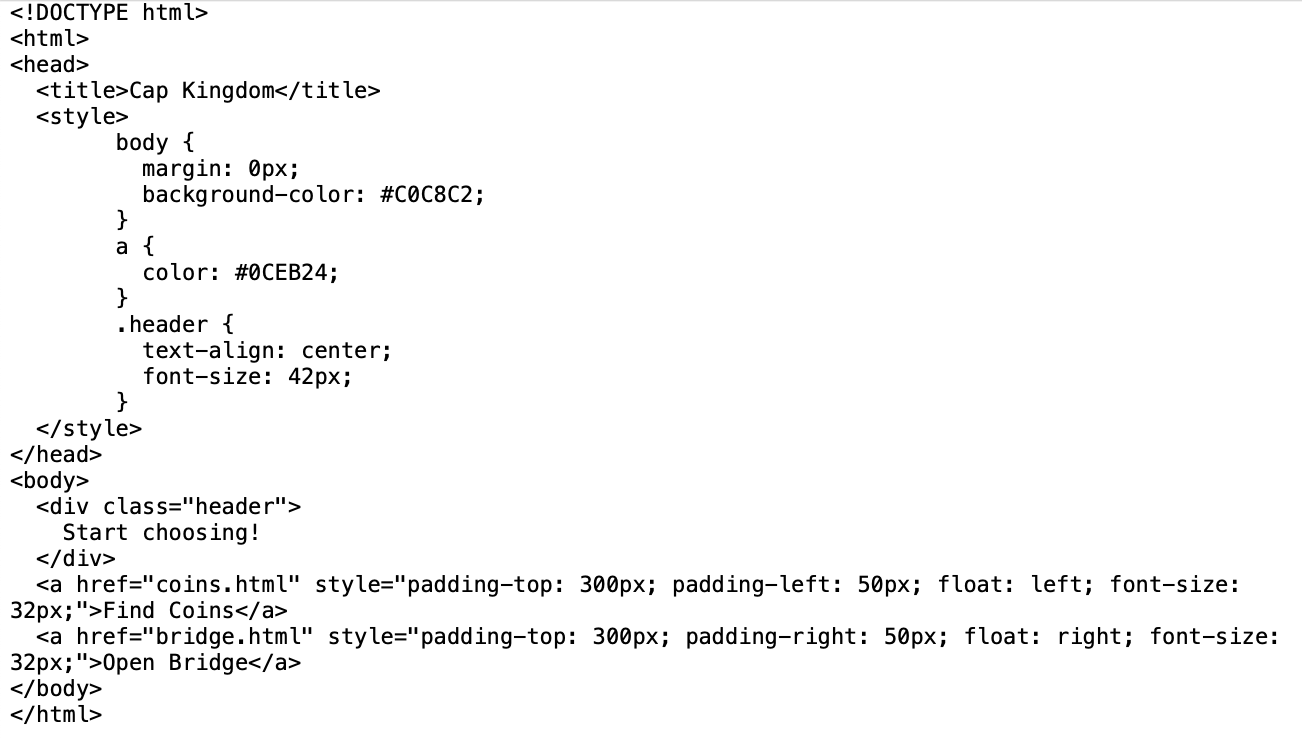 <!DOCTYPE html>
<html>
<head>
  <title>Cap Kingdom</title>
  <style>
        body {
          margin: 0px;
          background-color: #C0C8C2;
        }
        a {
          color: #0CEB24;
        }
        .header {
          text-align: center;
          font-size: 42px;
        }
  </style>
</head>
<body>
  <div class="header">
    Start choosing!
  </div>
  <a href="coins.html" style="padding-top: 300px; padding-left: 50px; float: left; font-size:
32px;">Find Coins</a>
  <a href="bridge.html" style="padding-top: 300px; padding-right: 50px; float: right; font-size:
32px;">Open Bridge</a>
</body>
</html>